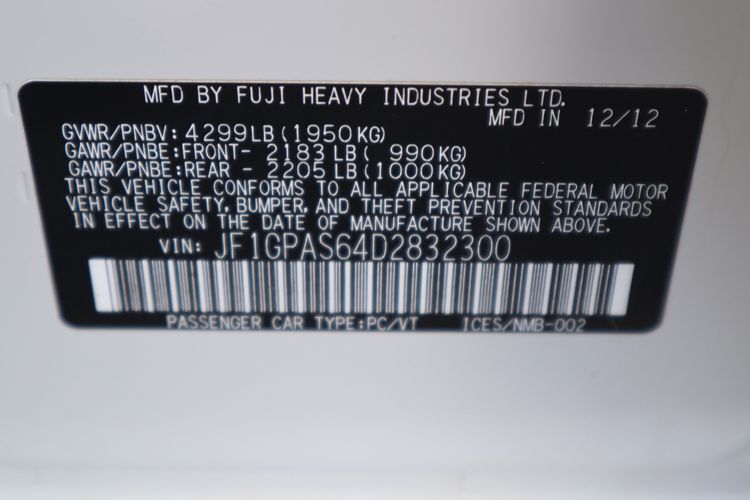 MFD BY FUJI HEAVY INDUSTRIES LTD.
MFD IN 12/12
GVWR/PNBV: 4299LB (1950KG)
GAWR/PNBE:FRONT- 2183 LB ( 990KG)
GAWR/PNBE:REAR - 2205 LB (1000KG)
THIS VEHICLE CONFORMS TO ALL APPLICABLE FEDERAL MOTOR
VEHICLE SAFETY, BUMPER, AND THEFT PREVENTION STANDARDS
IN EFFECT ON THE DATE OF MANUFACTURE SHOWN ABOVE.
VIN: JF1GPAS64D2832300
PASSENGER CAR TYPE:PC/VT ICES/NMB-002